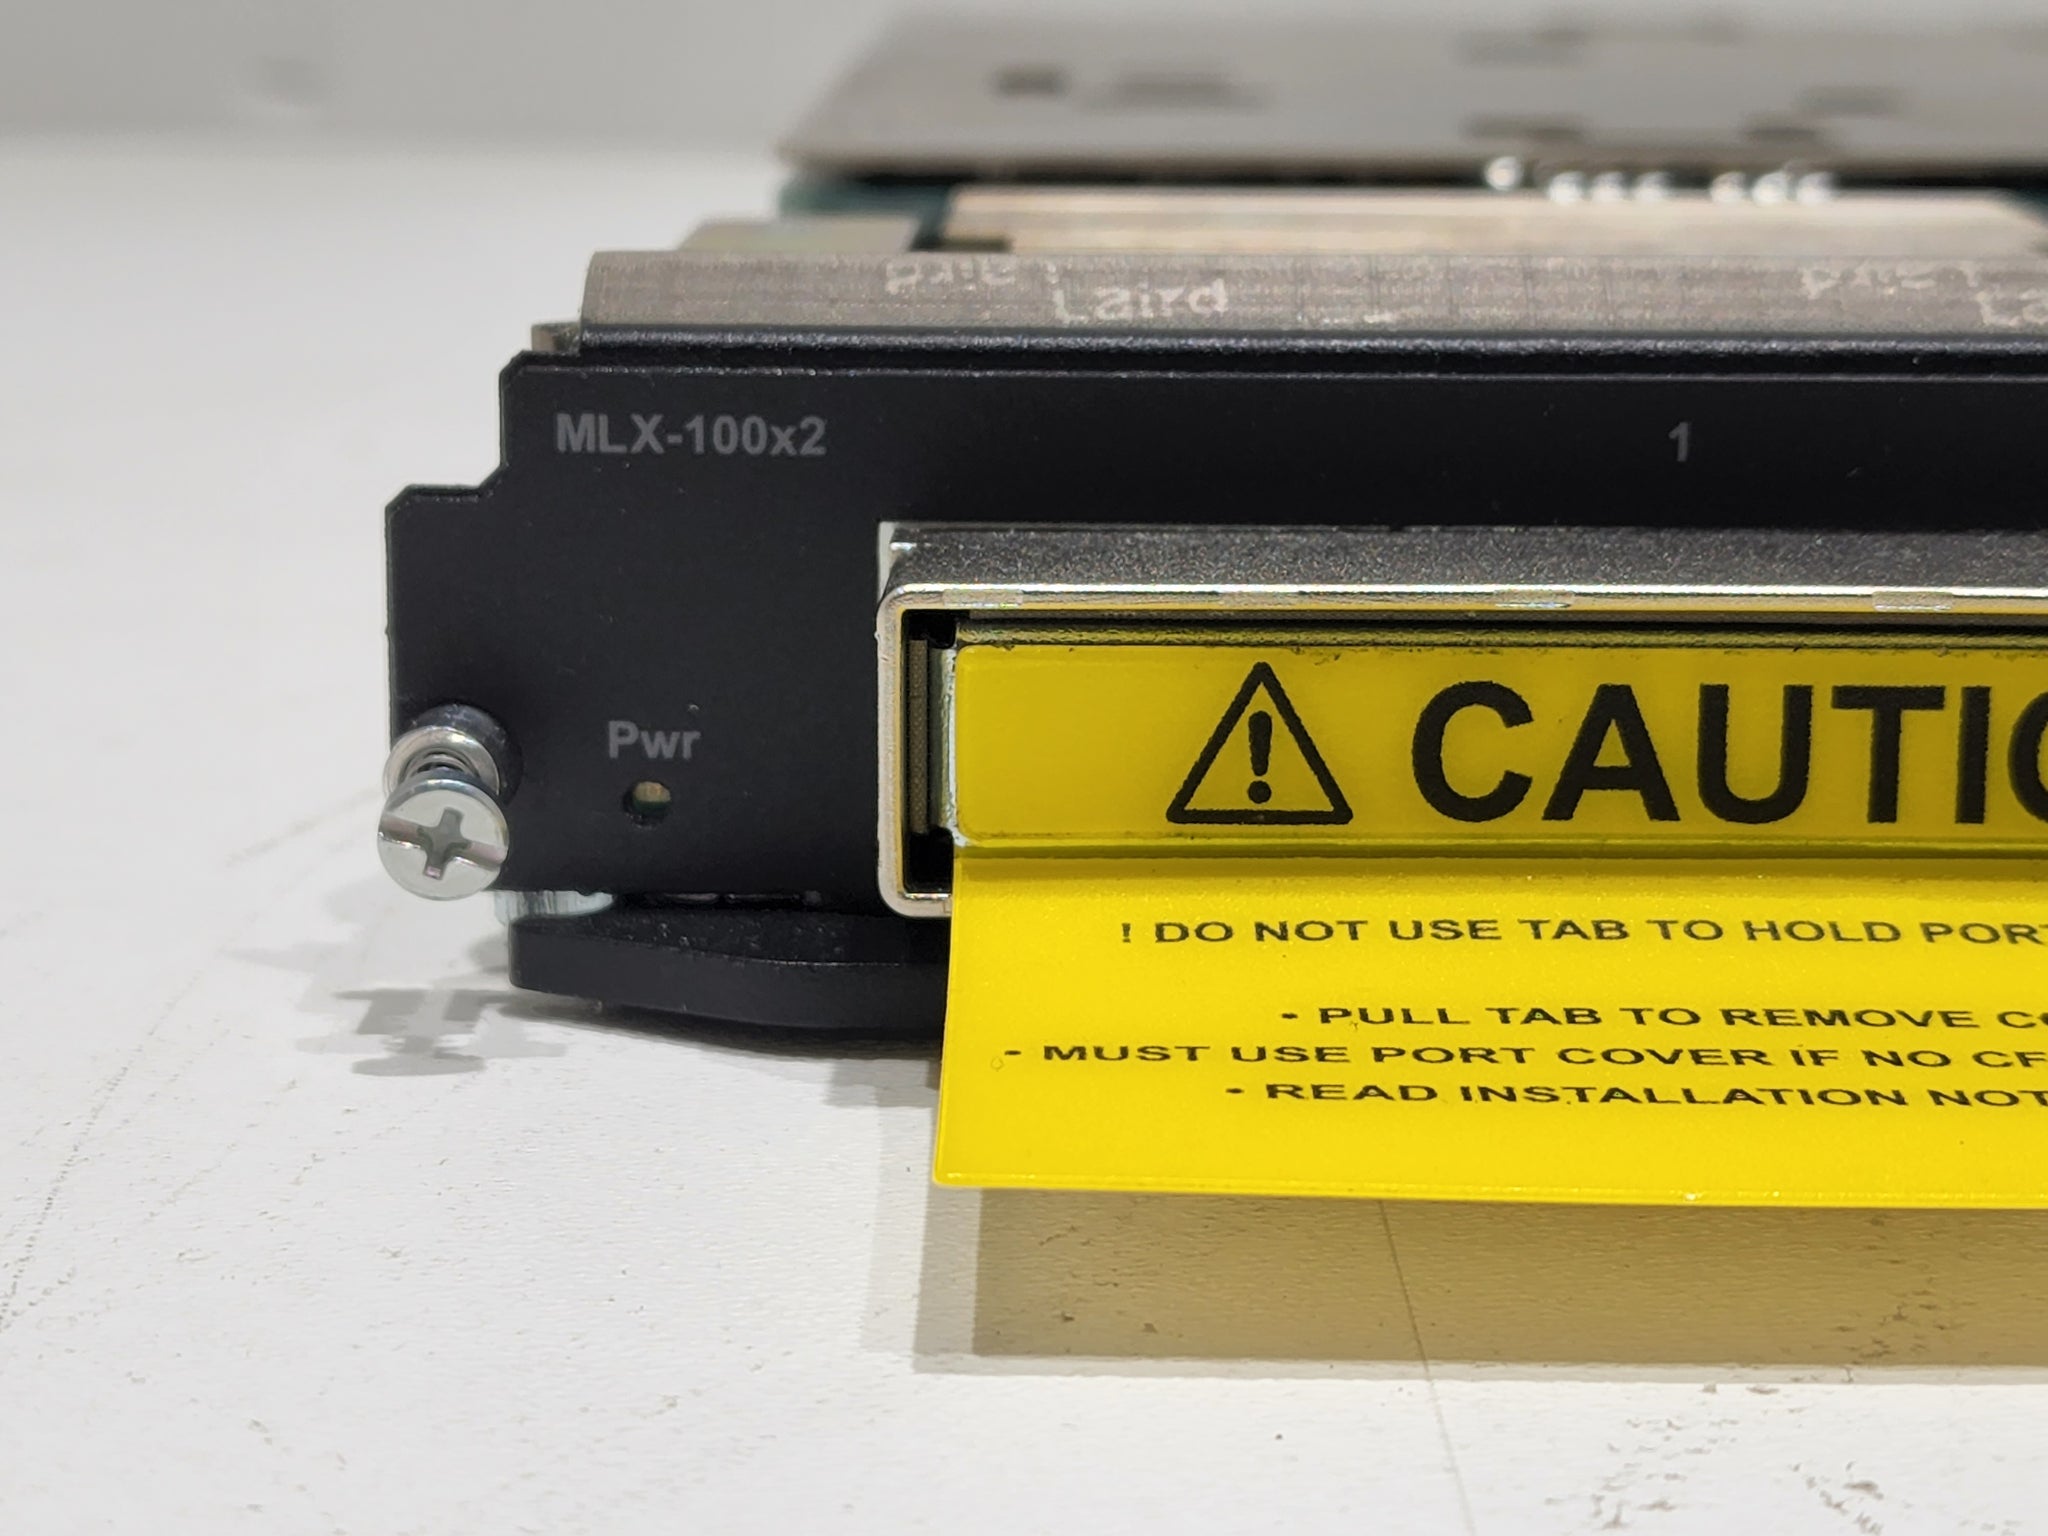 Laird
MLX-100x2
1
Pwr
CAUTIO
! DO NOT USE TAB TO HOLD PORT
• PULL TAB TO REMOVE CO
• MUST USE PORT COVER IF NO CF
• READ INSTALLATION NOT